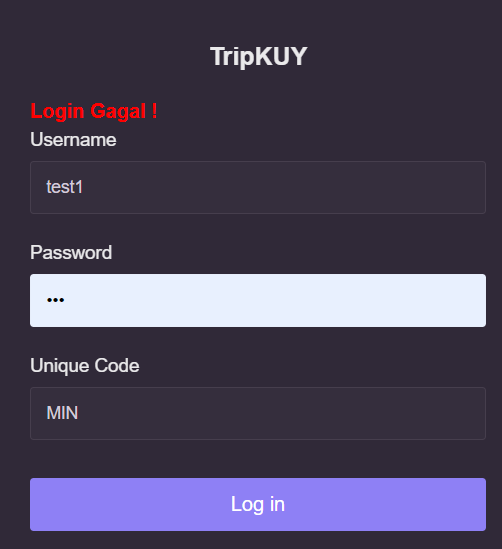 TripKUY
Login Gagal !
Username
test1
Password
•••
Unique Code
MIN
Log in